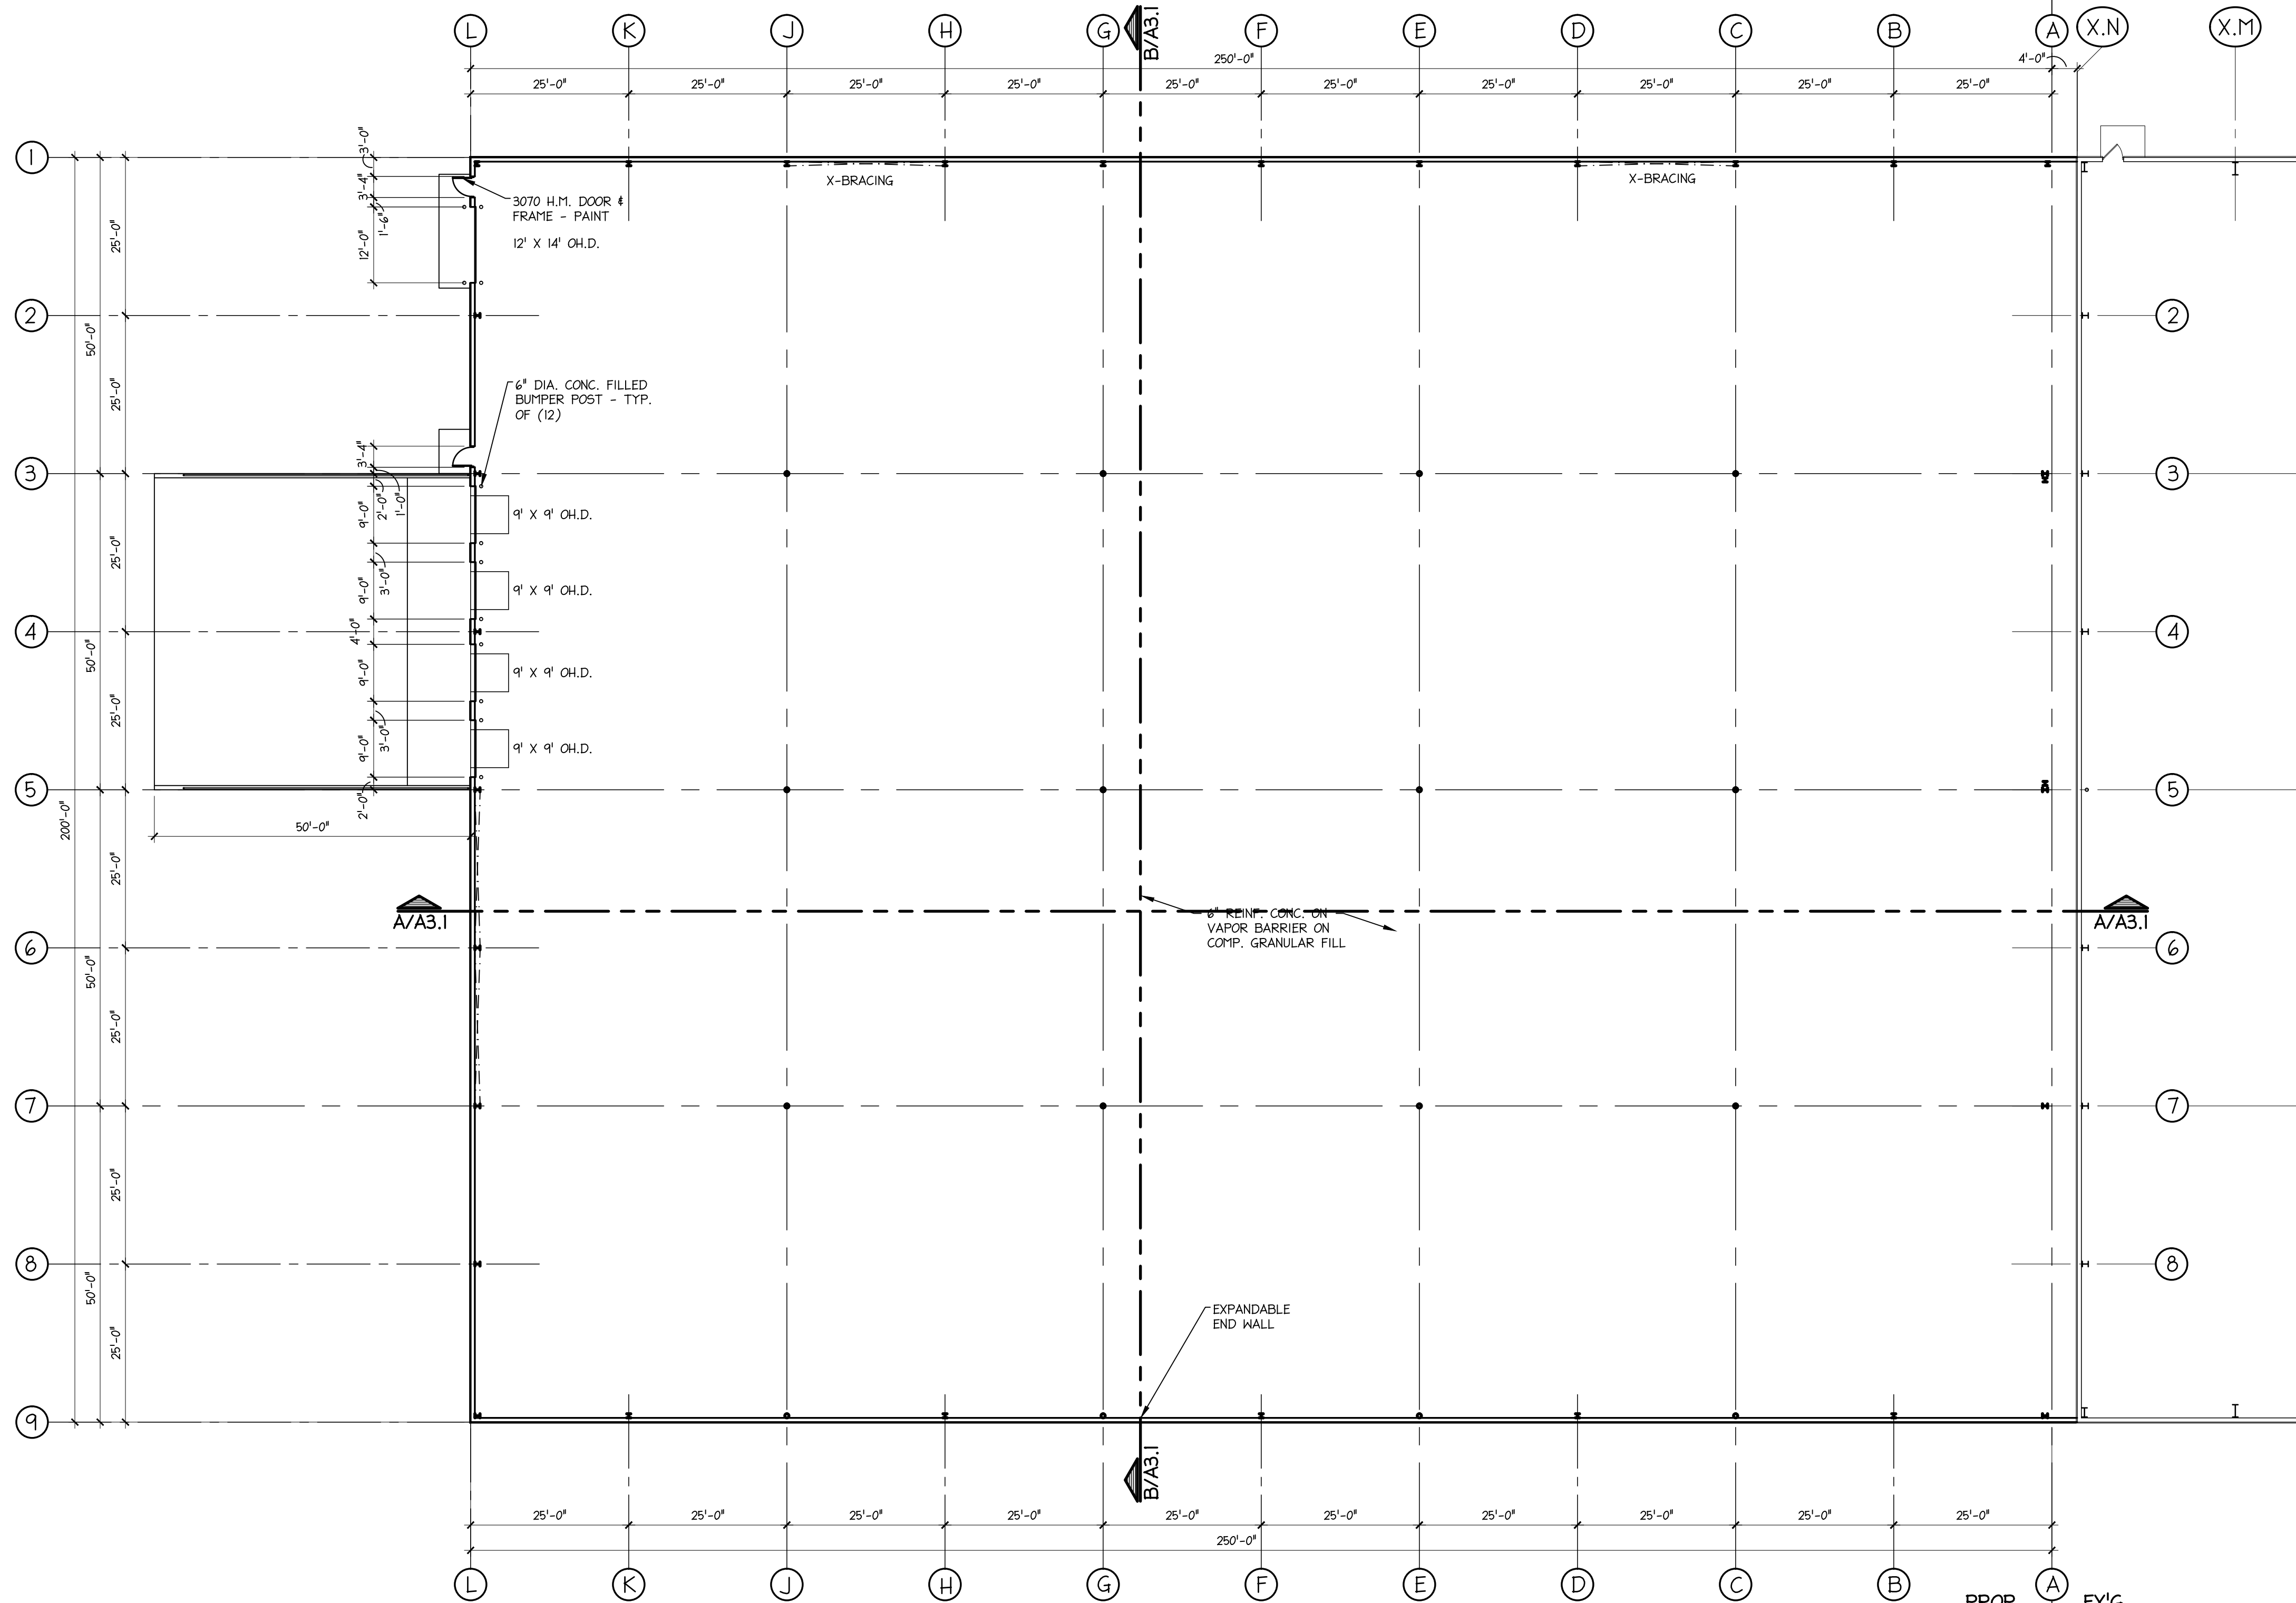 L K J H G F E D C B A X.N X.M
B/A3.1
250'-0" 4'-0"
25'-0" 25'-0" 25'-0" 25'-0" 25'-0" 25'-0" 25'-0" 25'-0" 25'-0" 25'-0"
1
3'-0"
3'-4"
1'-6"
12'-0"
25'-0"
X-BRACING
X-BRACING
3070 H.M. DOOR &
FRAME - PAINT
12' X 14' OH.D.
2
2
50'-0"
25'-0"
6" DIA. CONC. FILLED
BUMPER POST - TYP.
OF (12)
3'-4"
3
3
1'-0"
2'-0"
9'-0"
9' X 9' OH.D.
25'-0"
3'-0"
9'-0"
9' X 9' OH.D.
4
4
4'-0"
50'-0"
9'-0"
9' X 9' OH.D.
25'-0"
3'-0"
9'-0"
9' X 9' OH.D.
5
5
2'-0"
200'-0"
50'-0"
25'-0"
A/A3.1
A/A3.1
6" REINF. CONC. ON
VAPOR BARRIER ON
COMP. GRANULAR FILL
6
6
50'-0"
25'-0"
7
7
25'-0"
8
8
50'-0"
25'-0"
EXPANDABLE
END WALL
9
B/A3.1
25'-0" 25'-0" 25'-0" 25'-0" 25'-0" 25'-0" 25'-0" 25'-0" 25'-0" 25'-0"
250'-0"
L K J H G F E D C B A
PROP. EX'G